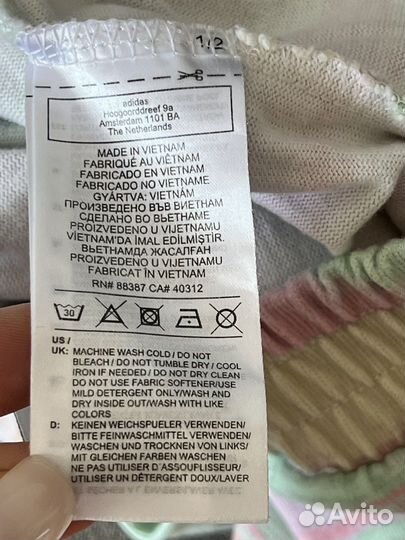 1/2
adidas
Hoogoorddreef 9a
Amsterdam 1101 BA
The Netherlands
MADE IN VIETNAM
FABRIQUÉ AU VIÊTNAM
FABRICADO EN VIETNAM
FABRICADO NO VIETNAME
GYÁRTVA: VIETNÁM
ПРОИЗВЕДЕНО ВЪВ ВИЕТНАМ
СДЕЛАНО ВО ВЬЕТНАМЕ
PROIZVEDENO U VIJETNAMU
VIETNAM'DA İMAL EDİLMİŞTİR.
ВЬЕТНАМДА ЖАСАЛҒАН
PROIZVEDENO U VIJETNAMU
FABRICAT ÎN VIETNAM
RN# 88387 CA# 40312
30
US /
UK: MACHINE WASH COLD / DO NOT
BLEACH / DO NOT TUMBLE DRY / COOL
IRON IF NEEDED / DO NOT DRY CLEAN
DO NOT USE FABRIC SOFTENER/USE
MILD DETERGENT ONLY/WASH AND
DRY INSIDE OUT/WASH WITH LIKE
COLORS
D: KEINEN WEICHSPUELER VERWENDEN/
BITTE FEINWASCHMITTEL VERWENDEN/
WASCHEN UND TROCKNEN VON LINKS/
MIT GLEICHEN FARBEN WASCHEN
NE PAS UTILISER D'ASSOUPLISSEUR/
UTILISER UN DÉTERGENT DOUX/LAVER
Avito